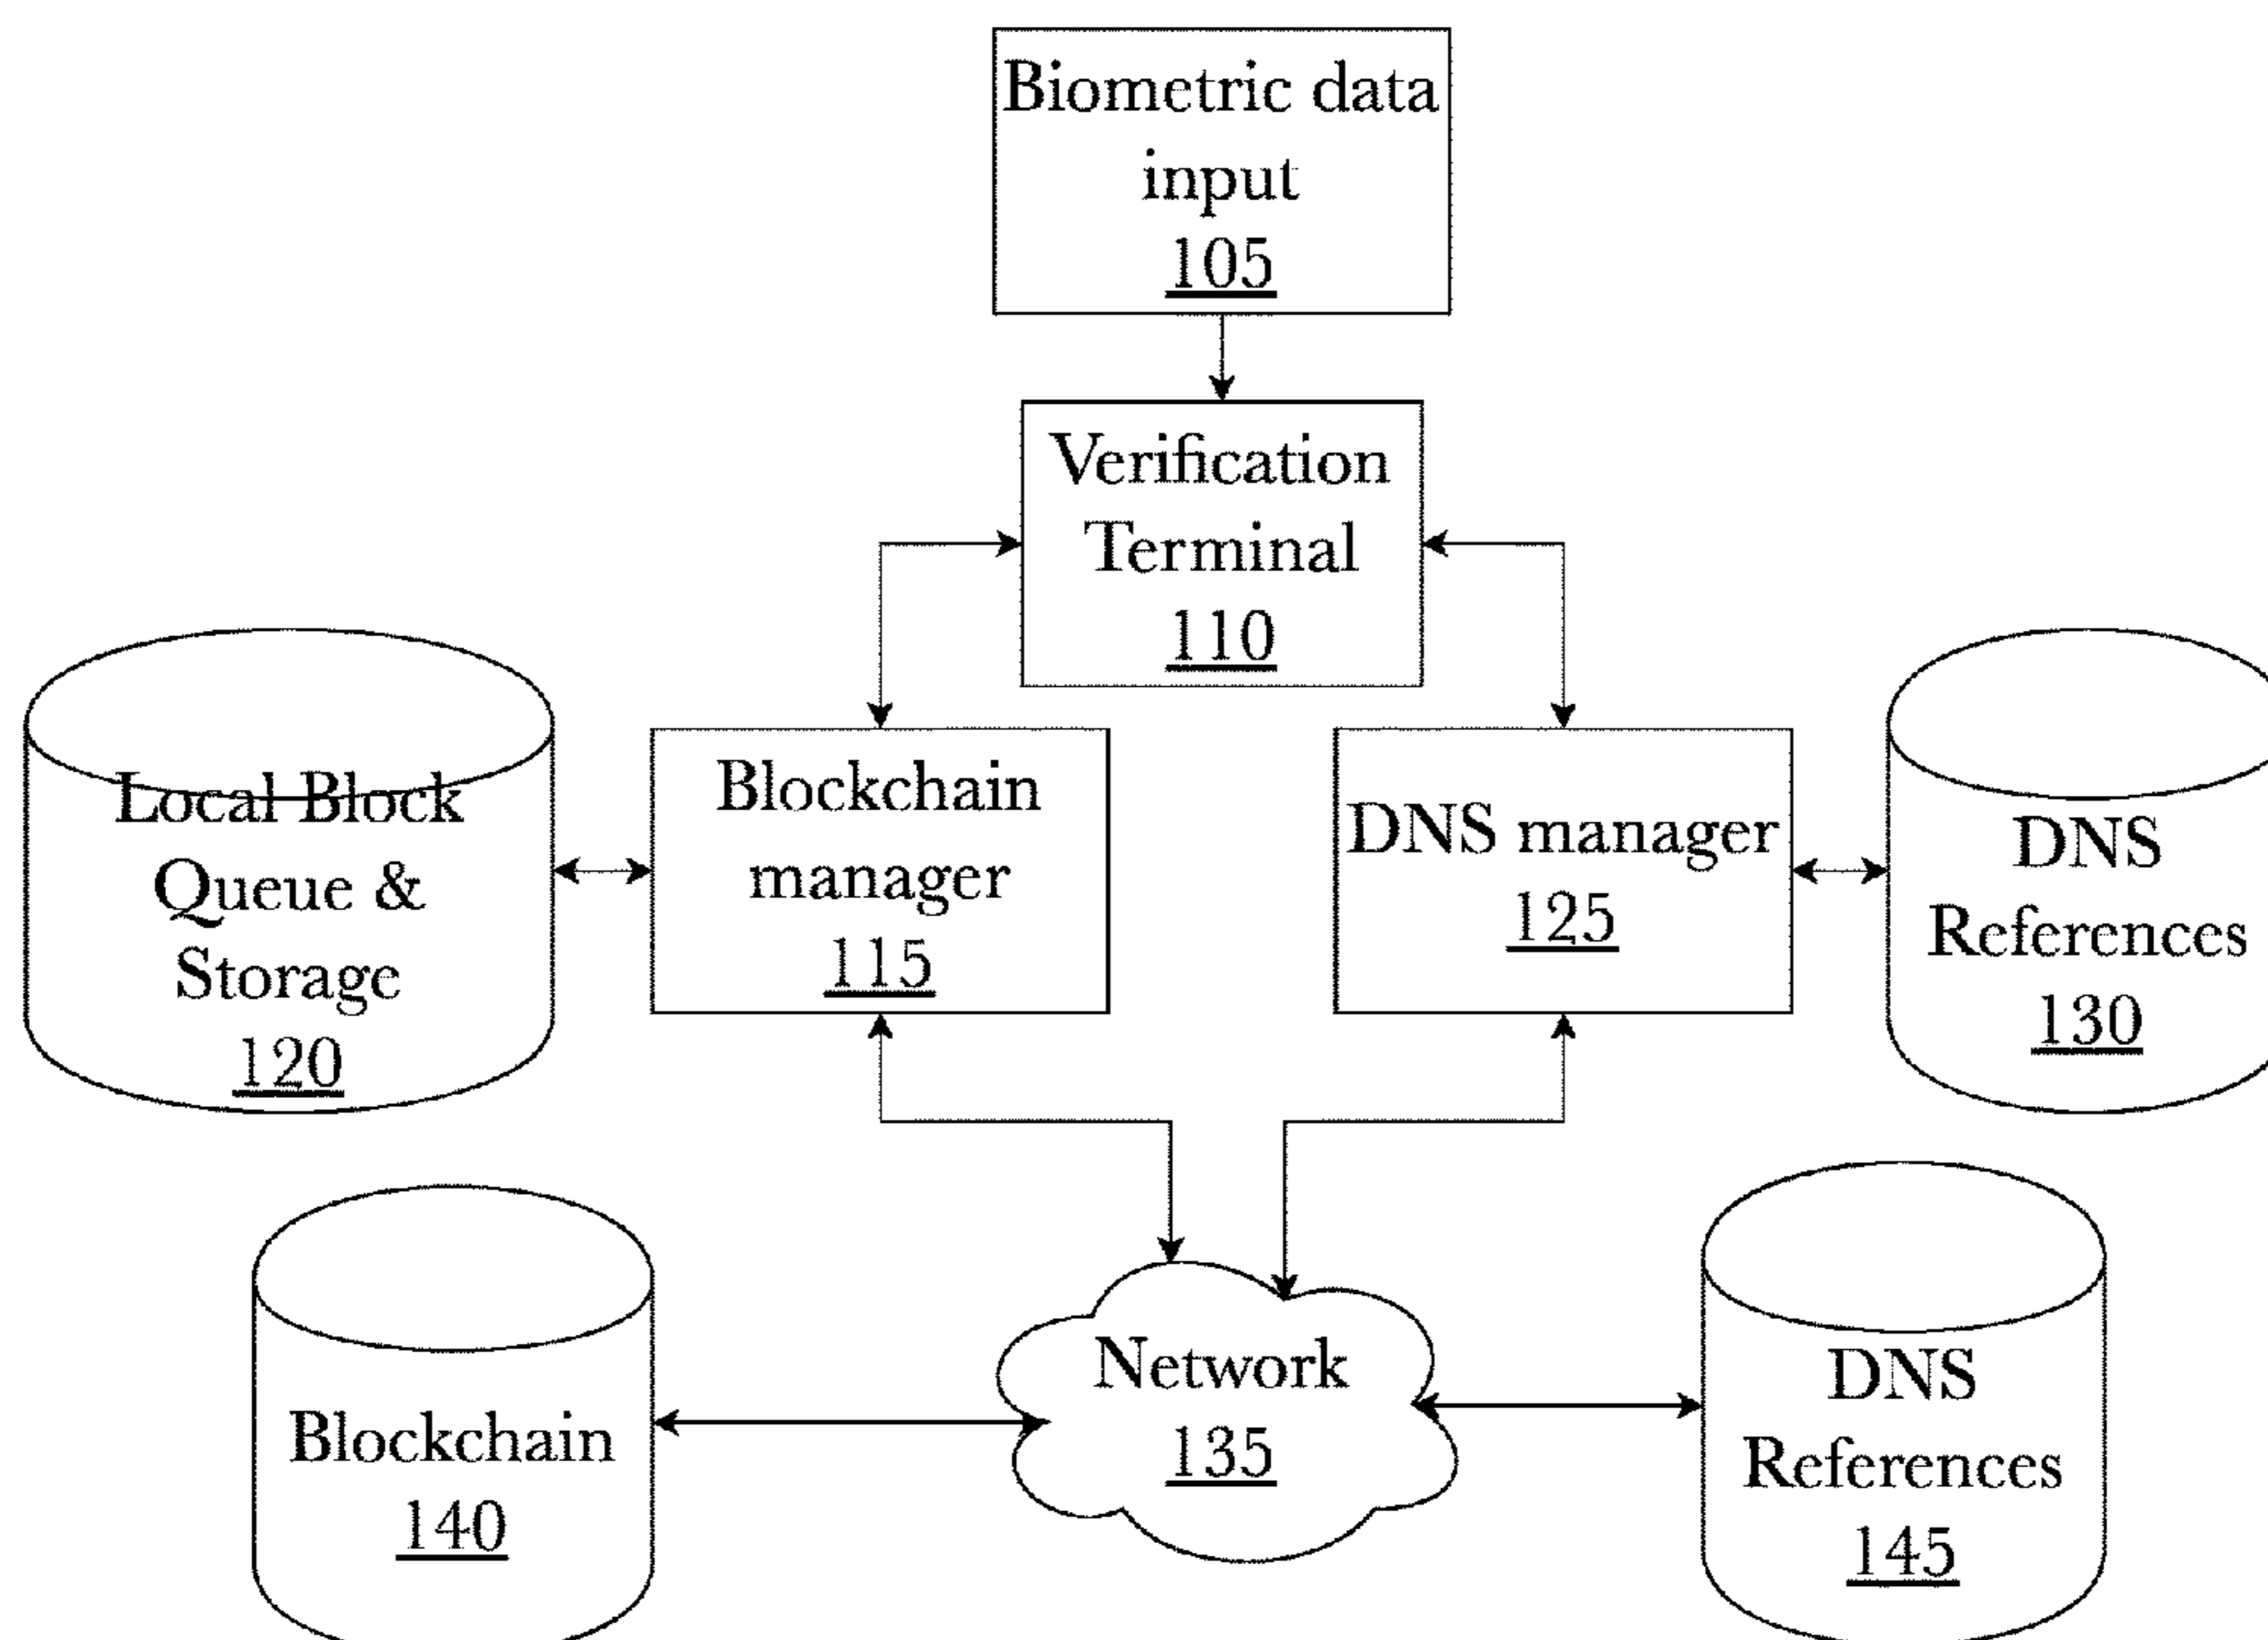 Biometric data
input
105
Verification
Terminal
110
Local Block
Queue &
Storage
120
Blockchain
manager
115
DNS manager
125
DNS
References
130
Blockchain
140
Network
135
DNS
References
145